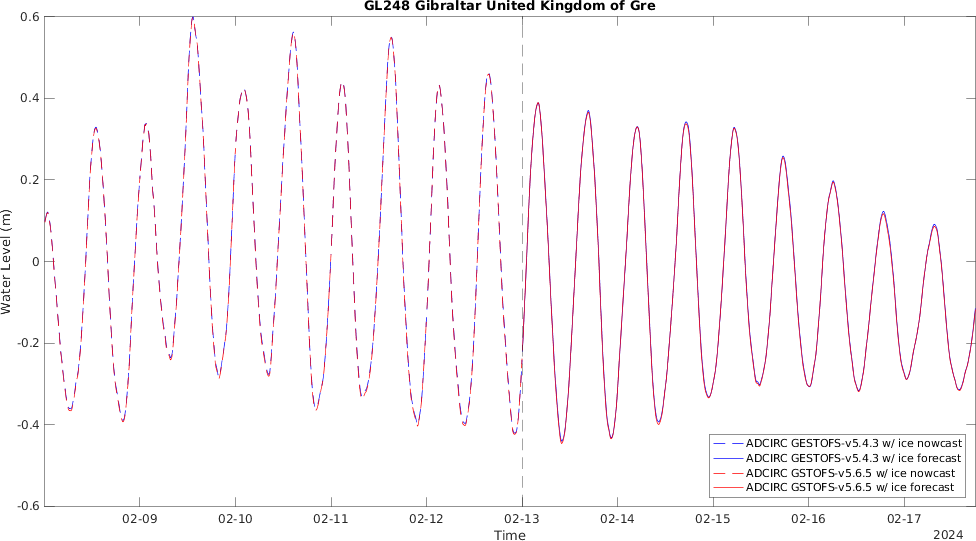 GL248 Gibraltar United Kingdom of Gre
0.6
0.4
0.2
0
-0.2
-0.4
-0.6
Water Level (m)
ADCIRC GESTOFS-v5.4.3 w/ ice nowcast
ADCIRC GESTOFS-v5.4.3 w/ ice forecast
ADCIRC GSTOFS-v5.6.5 w/ ice nowcast
ADCIRC GSTOFS-v5.6.5 w/ ice forecast
02-09 02-10 02-11 02-12 02-13 02-14 02-15 02-16 02-17
Time
2024